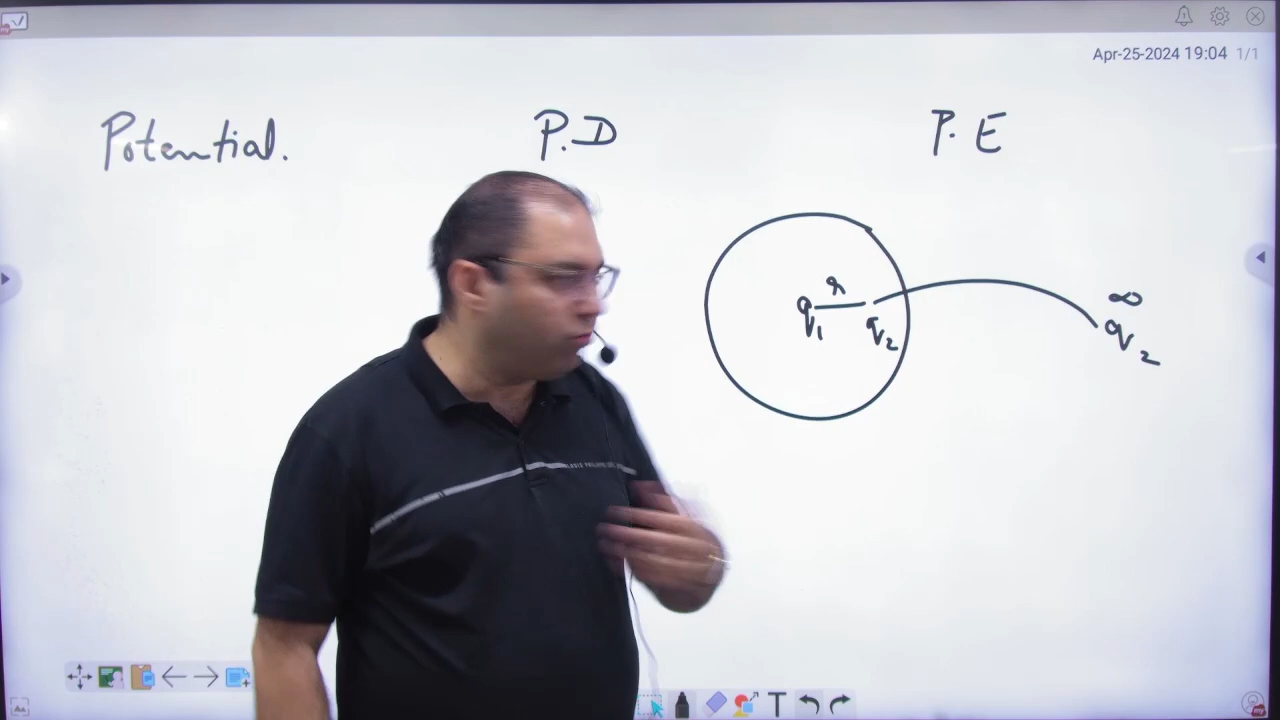 Apr-25-2024 19:04 1/1
Potential. P.D P.E
r
∞
q1 q2 q2
T